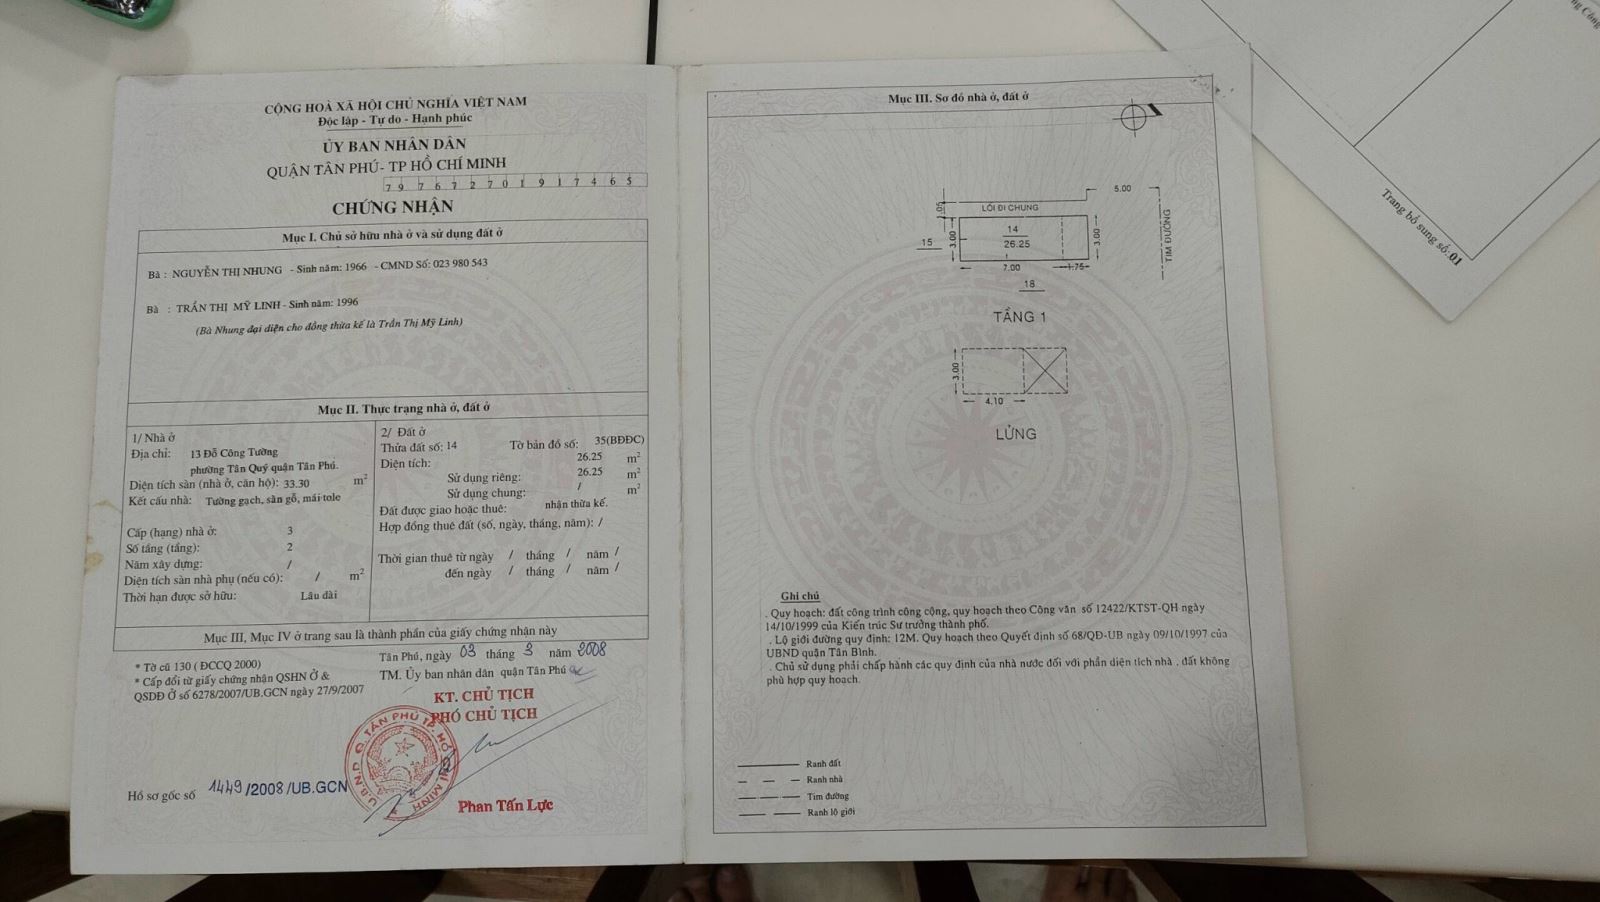 CỘNG HOÀ XÃ HỘI CHỦ NGHĨA VIỆT NAM
Độc lập - Tự do - Hạnh phúc
ỦY BAN NHÂN DÂN
QUẬN TÂN PHÚ- TP HỒ CHÍ MINH
7 9 7 6 7 2 7 0 1 9 1 7 4 6 5
CHỨNG NHẬN
Mục I. Chủ sở hữu nhà ở và sử dụng đất ở
Bà : NGUYỄN THỊ NHUNG - Sinh năm: 1966 - CMND Số: 023 980 543
Bà : TRẦN THỊ MỸ LINH - Sinh năm: 1996
(Bà Nhung đại diện cho đồng thừa kế là Trần Thị Mỹ Linh)
Mục II. Thực trạng nhà ở, đất ở
1/ Nhà ở
Địa chỉ: 13 Đỗ Công Tường
phường Tân Quý quận Tân Phú.
Diện tích sàn (nhà ở, căn hộ): 33.30 m2
Kết cấu nhà: Tường gạch, sàn gỗ, mái tole
Cấp (hạng) nhà ở: 3
Số tầng (tầng): 2
Năm xây dựng: /
Diện tích sàn nhà phụ (nếu có): / m2
Thời hạn được sở hữu: Lâu dài
2/ Đất ở
Thửa đất số: 14 Tờ bản đồ số: 35(BĐĐC)
Diện tích: 26.25 m2
Sử dụng riêng: 26.25 m2
Sử dụng chung: / m2
Đất được giao hoặc thuê: nhận thừa kế.
Hợp đồng thuê đất (số, ngày, tháng, năm): /
Thời gian thuê từ ngày / tháng / năm /
đến ngày / tháng / năm /
Mục III, Mục IV ở trang sau là thành phần của giấy chứng nhận này
* Tờ cũ 130 ( ĐCCQ 2000)
* Cấp đổi từ giấy chứng nhận QSHN Ở &
QSDĐ Ở số 6278/2007/UB.GCN ngày 27/9/2007
Tân Phú, ngày 03 tháng 3 năm 2008
TM. Ủy ban nhân dân quận Tân Phú
KT. CHỦ TỊCH
PHÓ CHỦ TỊCH
U.B.N.D Q. TÂN PHÚ T.P. HỒ CHÍ MINH
Phan Tấn Lực
Hồ sơ gốc số 1449/2008/UB.GCN
Mục III. Sơ đồ nhà ở, đất ở
5.00
LỐI ĐI CHUNG
1.05
3.00
14
26.25
3.00
15
7.00
1.75
TIM ĐƯỜNG
18
TẦNG 1
3.00
4.10
LỬNG
Ghi chú
. Quy hoạch: đất công trình công cộng, quy hoạch theo Công văn số 12422/KTST-QH ngày
14/10/1999 của Kiến trúc Sư trưởng thành phố.
. Lộ giới đường quy định: 12M. Quy hoạch theo Quyết định số 68/QĐ-UB ngày 09/10/1997 của
UBND quận Tân Bình.
. Chủ sử dụng phải chấp hành các quy định của nhà nước đối với phần diện tích nhà , đất không
phù hợp quy hoạch.
Ranh đất
Ranh nhà
Tim đường
Ranh lộ giới
Trang bổ sung số:01